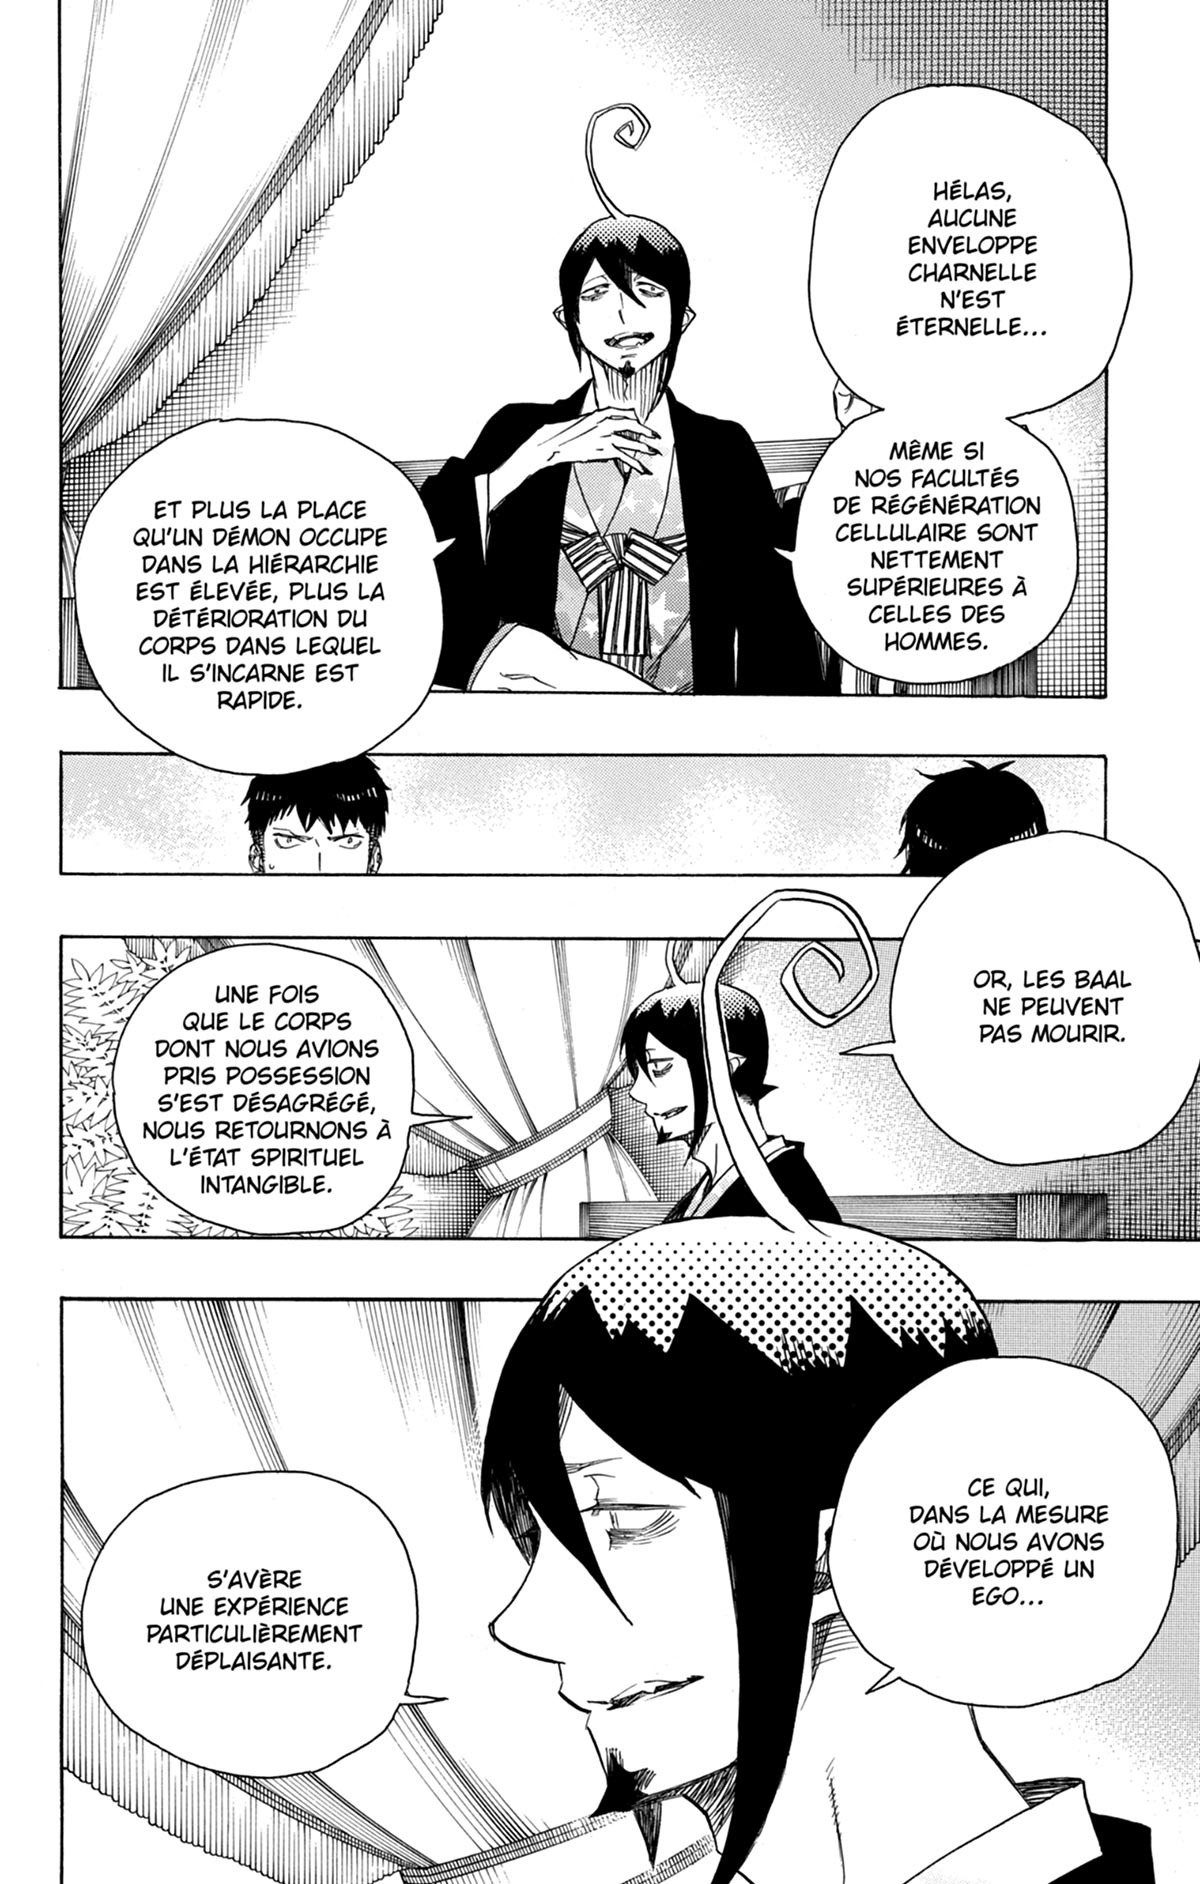 HÉLAS,
AUCUNE
ENVELOPPE
CHARNELLE
N'EST
ÉTERNELLE...
MÊME SI
NOS FACULTÉS
DE RÉGÉNÉRATION
CELLULAIRE SONT
NETTEMENT
SUPÉRIEURES À
CELLES DES
HOMMES.
ET PLUS LA PLACE
QU'UN DÉMON OCCUPE
DANS LA HIÉRARCHIE
EST ÉLEVÉE, PLUS LA
DÉTÉRIORATION DU
CORPS DANS LEQUEL
IL S'INCARNE EST
RAPIDE.
OR, LES BAAL
NE PEUVENT
PAS MOURIR.
UNE FOIS
QUE LE CORPS
DONT NOUS AVIONS
PRIS POSSESSION
S'EST DÉSAGRÉGÉ,
NOUS RETOURNONS À
L'ÉTAT SPIRITUEL
INTANGIBLE.
CE QUI,
DANS LA MESURE
OÙ NOUS AVONS
DÉVELOPPÉ UN
EGO...
S'AVÈRE
UNE EXPÉRIENCE
PARTICULIÈREMENT
DÉPLAISANTE.